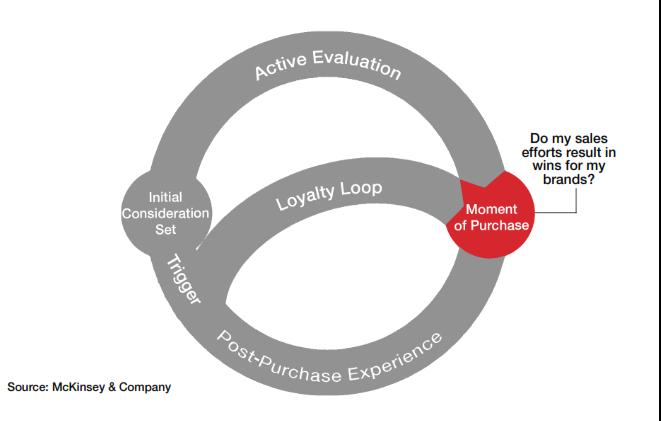 Active Evaluation
Do my sales
efforts result in
wins for my
brands?
Loyalty Loop
Initial
Consideration
Set
Moment
of Purchase
Trigger
Post-Purchase Experience
Source: McKinsey & Company